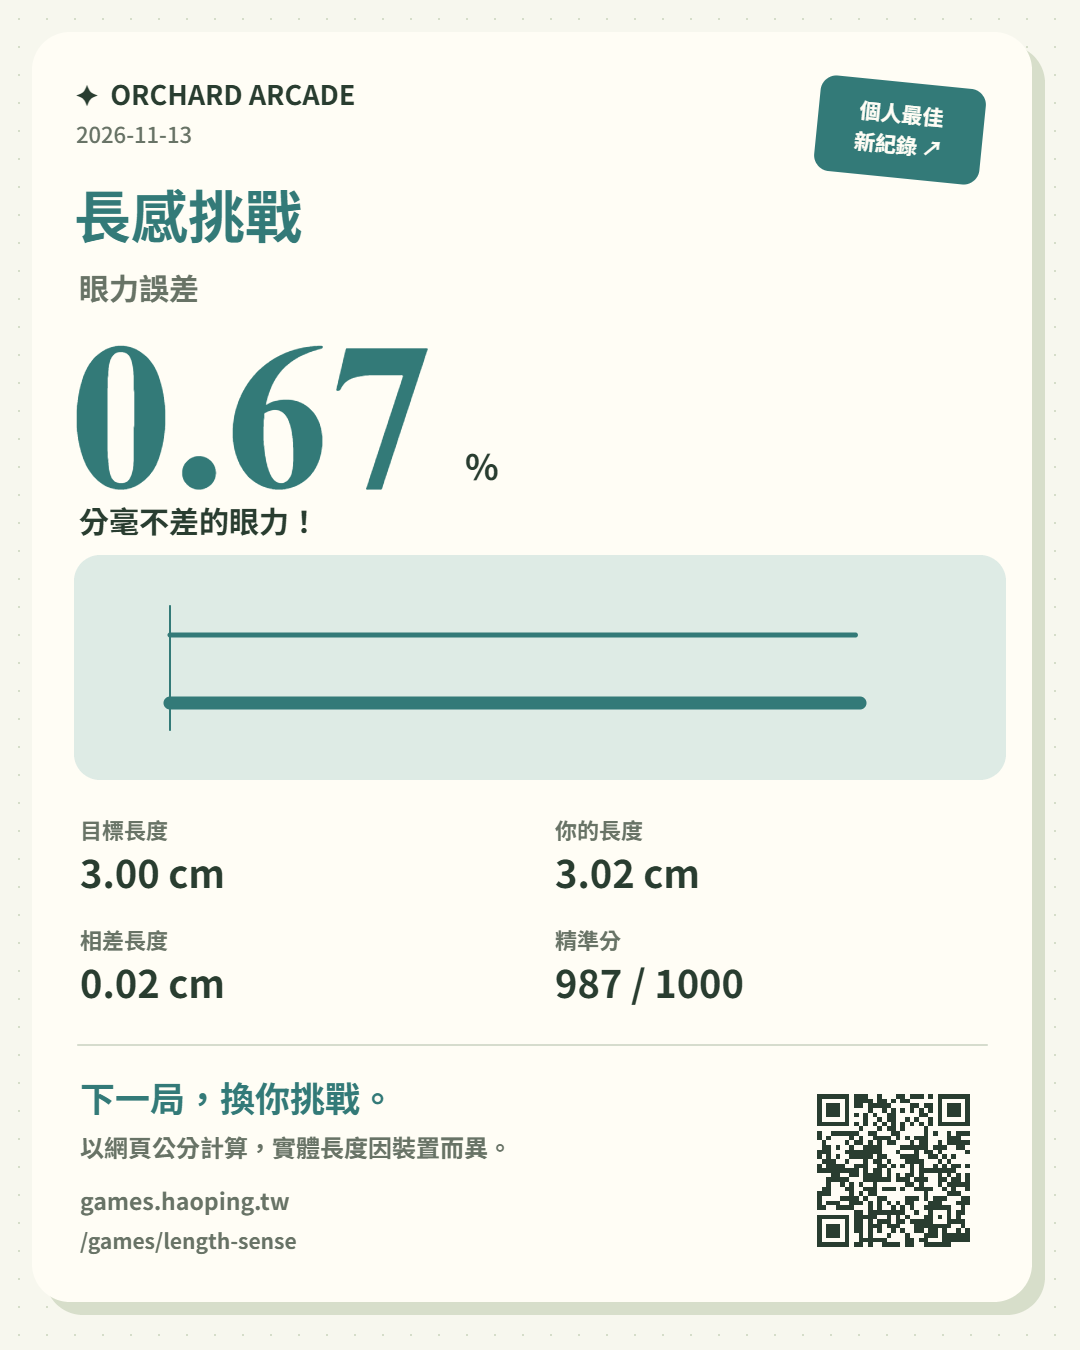 ✦ ORCHARD ARCADE
2026-11-13
個人最佳
新紀錄 ↗
長感挑戰
眼力誤差
0.67 %
分毫不差的眼力！
目標長度
3.00 cm
你的長度
3.02 cm
相差長度
0.02 cm
精準分
987 / 1000
下一局，換你挑戰。
以網頁公分計算，實體長度因裝置而異。
games.haoping.tw
/games/length-sense